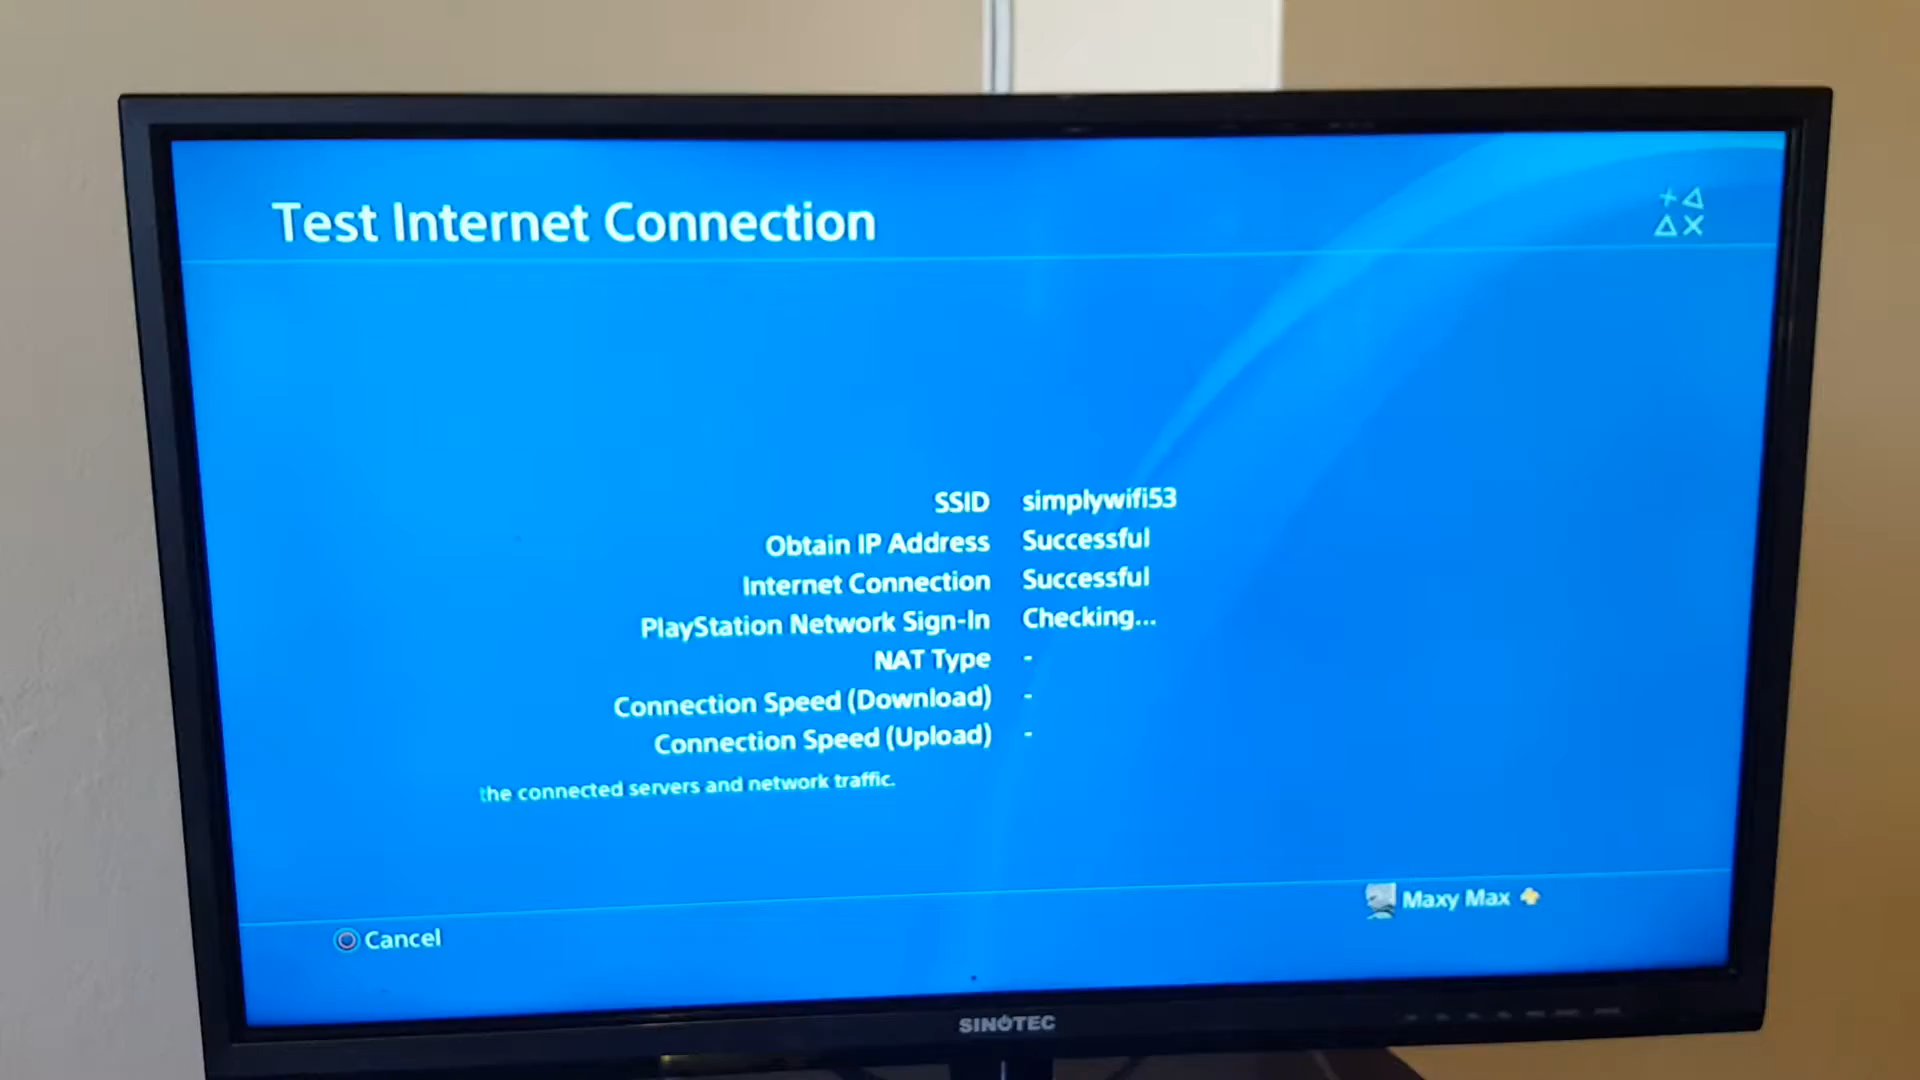 Test Internet Connection
SSID simplywifi53
Obtain IP Address Successful
Internet Connection Successful
PlayStation Network Sign-In Checking...
NAT Type -
Connection Speed (Download) -
Connection Speed (Upload) -
the connected servers and network traffic.
Maxy Max
Cancel
SINOTEC